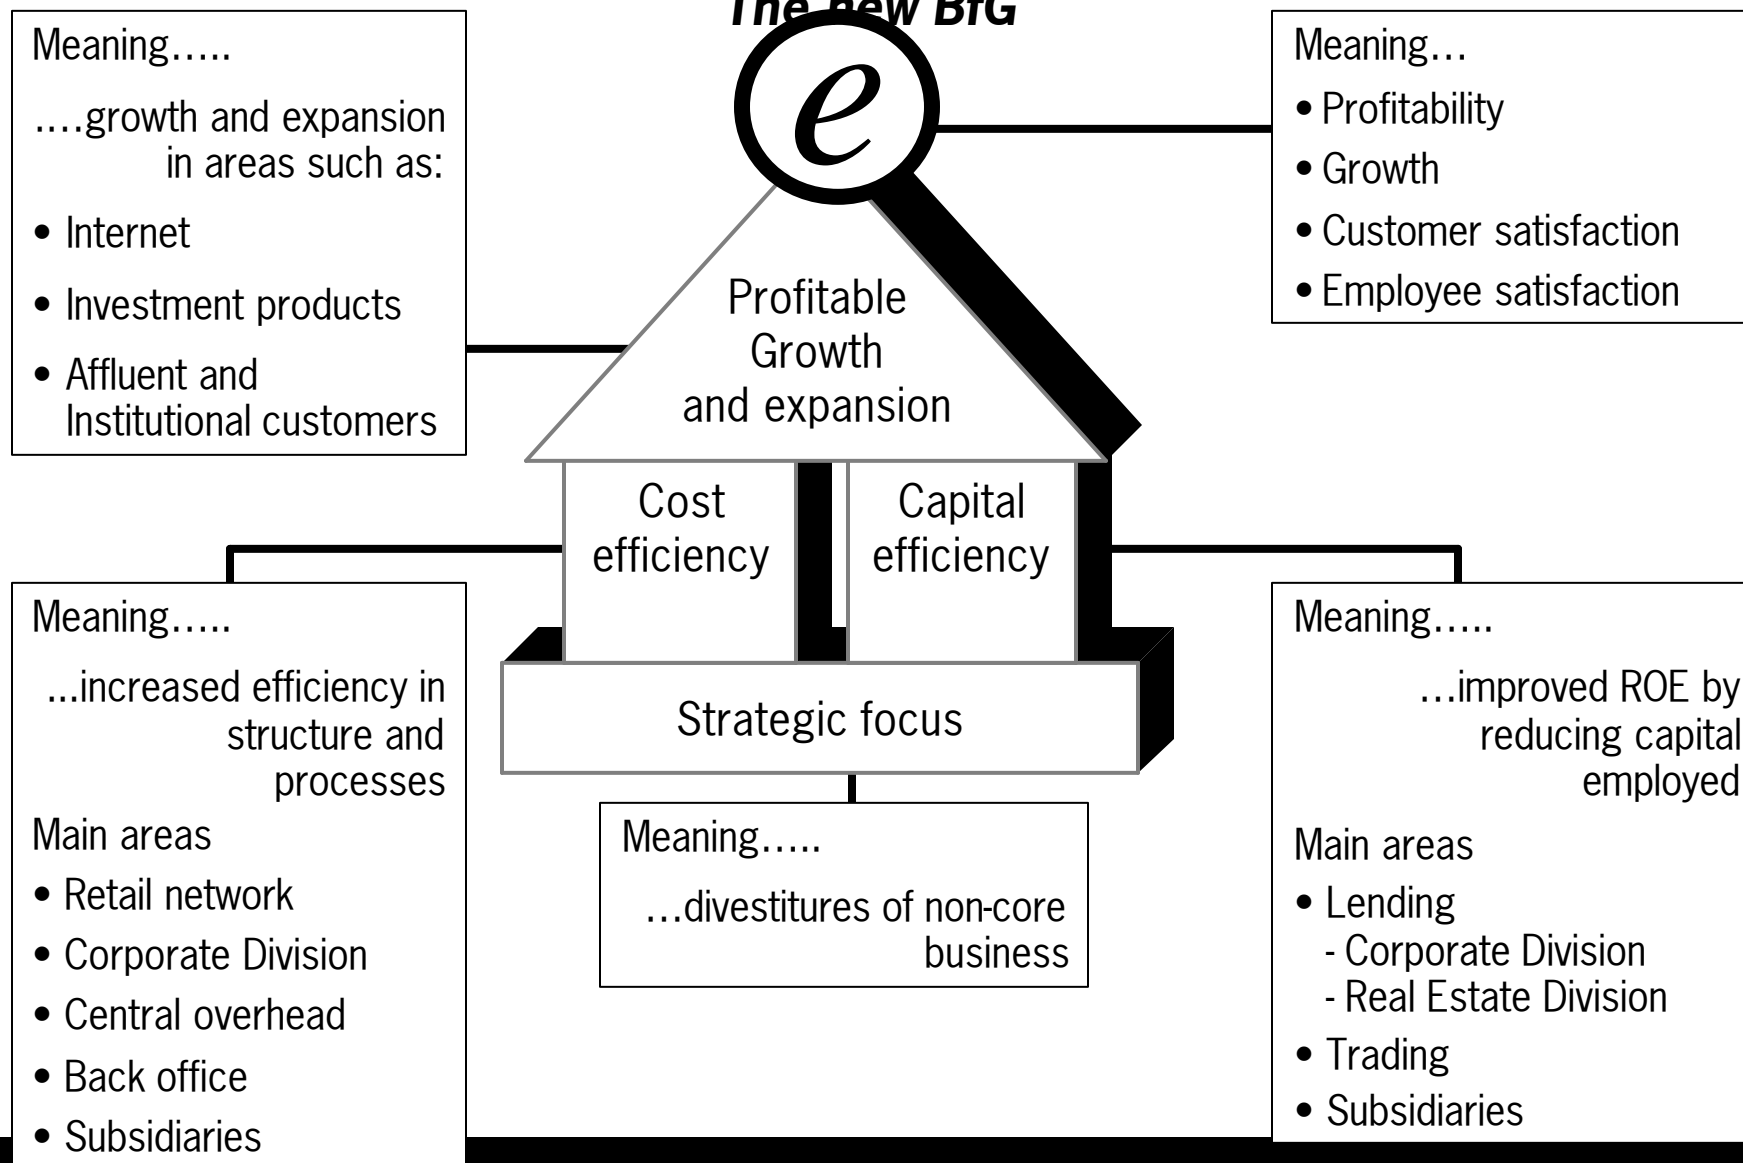 The new BfG
Meaning…..
….growth and expansion
in areas such as:
• Internet
• Investment products
• Affluent and
Institutional customers
e
Meaning…
• Profitability
• Growth
• Customer satisfaction
• Employee satisfaction
Profitable
Growth
and expansion
Cost
efficiency
Capital
efficiency
Strategic focus
Meaning…..
...increased efficiency in
structure and
processes
Main areas
• Retail network
• Corporate Division
• Central overhead
• Back office
• Subsidiaries
Meaning…..
…divestitures of non-core
business
Meaning…..
…improved ROE by
reducing capital
employed
Main areas
• Lending
- Corporate Division
- Real Estate Division
• Trading
• Subsidiaries